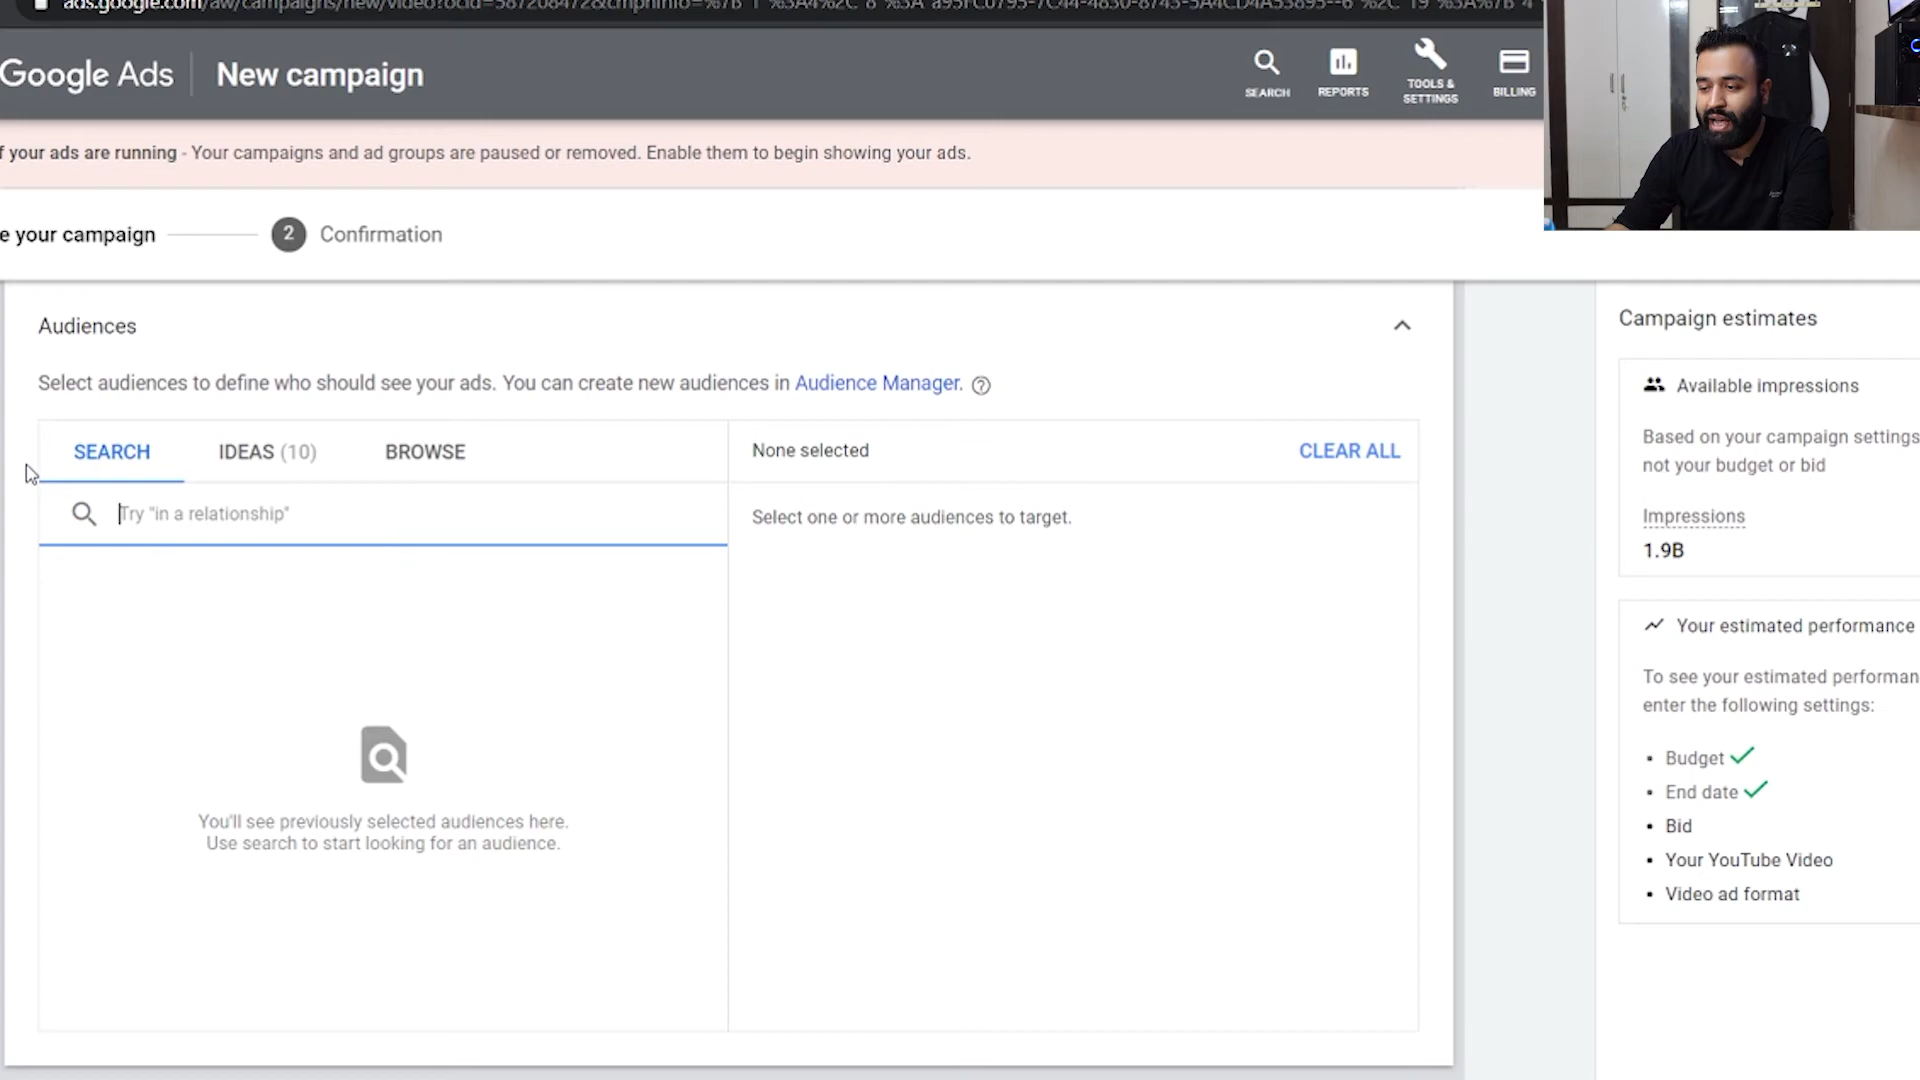 Google Ads
New campaign
SEARCH
REPORTS
TOOLS &
SETTINGS
BILLING
f your ads are running - Your campaigns and ad groups are paused or removed. Enable them to begin showing your ads.
e your campaign
2
Confirmation
Audiences
Select audiences to define who should see your ads. You can create new audiences in Audience Manager.
SEARCH
IDEAS (10)
BROWSE
None selected
CLEAR ALL
Try "in a relationship"
Select one or more audiences to target.
You'll see previously selected audiences here.
Use search to start looking for an audience.
Campaign estimates
Available impressions
Based on your campaign settings
not your budget or bid
Impressions
1.9B
Your estimated performance
To see your estimated performan
enter the following settings:
Budget
End date
Bid
Your YouTube Video
Video ad format